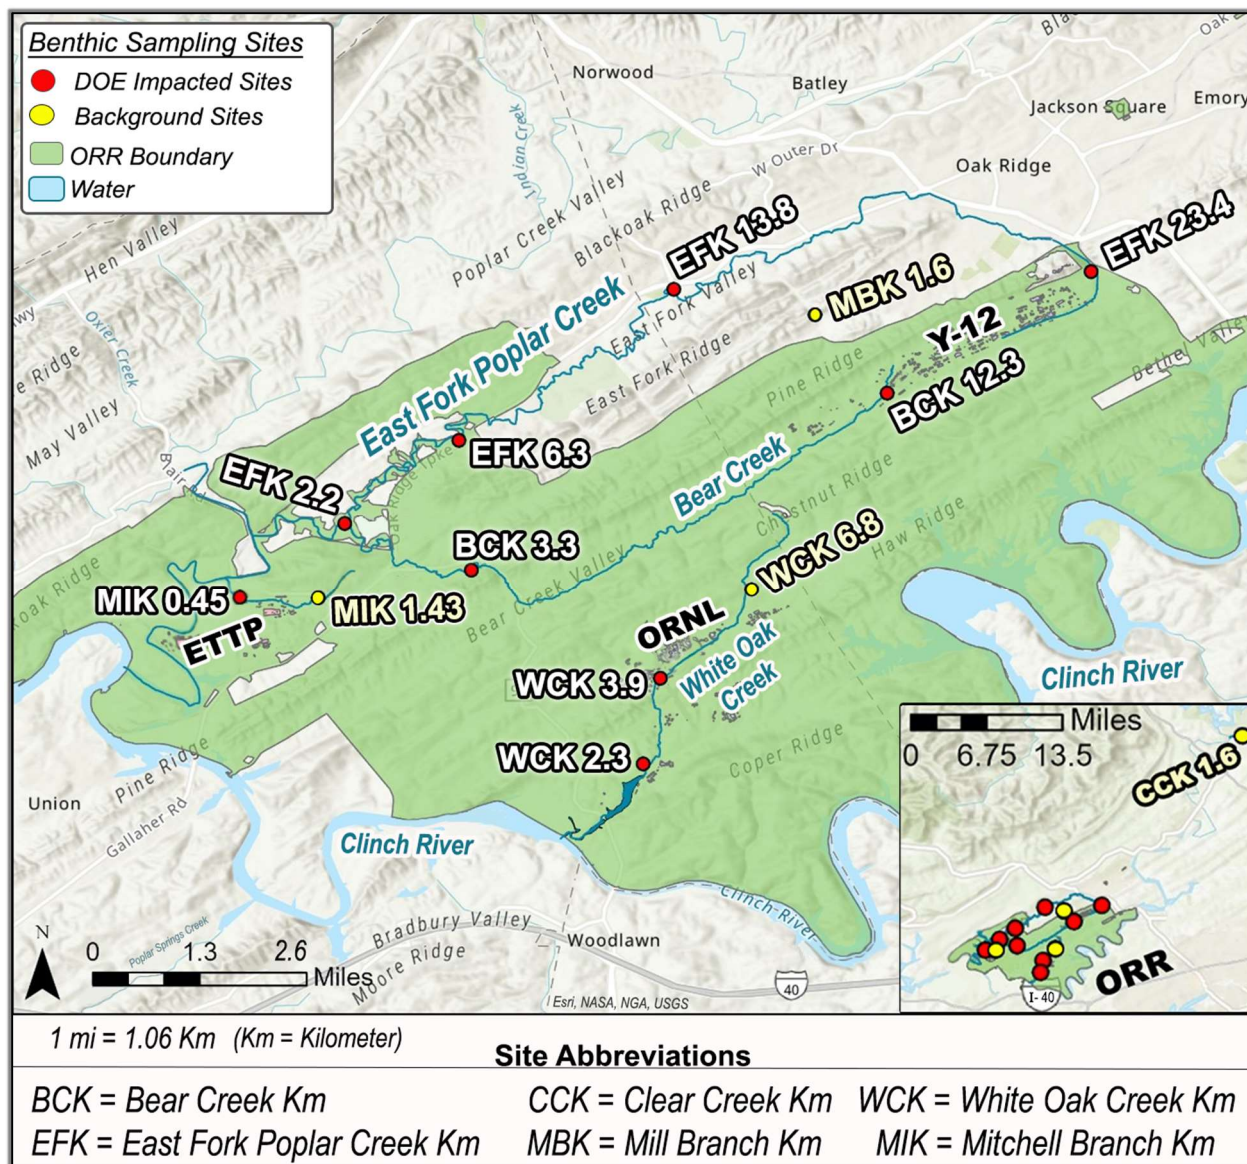 Benthic Sampling Sites
DOE Impacted Sites
Background Sites
ORR Boundary
Water
Norwood
Batley
Oak
Jackson Square
Emory
Indian Creek
W Outer Dr
Oak Ridge
Hen Valley
Poplar Creek Valley
Blackoak Ridge
EFK 13.8
EFK 23.4
MBK 1.6
East Fork Valley
Oxier Creek
East Fork Poplar Creek
East Fork Ridge
Y-12
Pine Ridge
Bethel Valley
BCK 12.3
May Valley
Blair Rd
EFK 6.3
EFK 2.2
Oak Ridge Tpke
Bear Creek
Chestnut Ridge
Haw Ridge
BCK 3.3
WCK 6.8
Bear Creek Valley
MIK 0.45
MIK 1.43
ETTP
ORNL
White Oak
Creek
WCK 3.9
WCK 2.3
Coper Ridge
Clinch River
Pine Ridge
Union
Gallaher Rd
Clinch River
Clinch River
Miles
0 6.75 13.5
CCK 1.6
ORR
I-40
Poplar Springs Creek
Bradbury Valley
Moore Ridge
Woodlawn
40
N
0 1.3 2.6
Miles
Esri, NASA, NGA, USGS
1 mi = 1.06 Km (Km = Kilometer)
Site Abbreviations
BCK = Bear Creek Km CCK = Clear Creek Km WCK = White Oak Creek Km
EFK = East Fork Poplar Creek Km MBK = Mill Branch Km MIK = Mitchell Branch Km